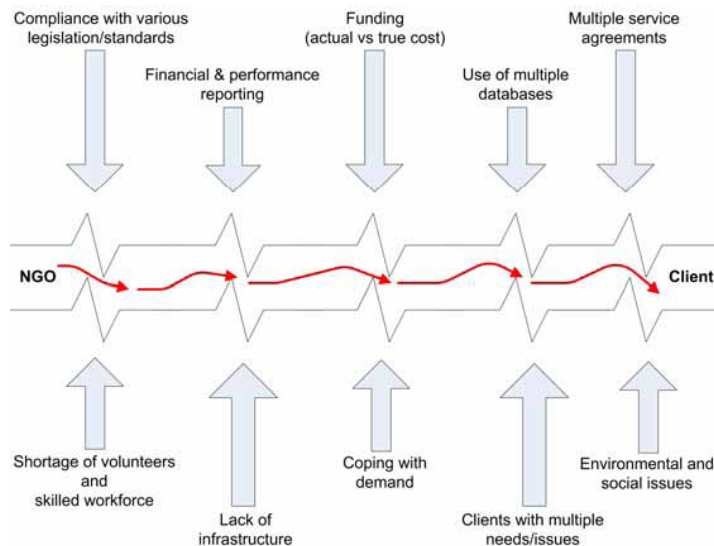 Compliance with various
legislation/standards
Funding
(actual vs true cost)
Multiple service
agreements
Financial & performance
reporting
Use of multiple
databases
NGO
Client
Shortage of volunteers
and
skilled workforce
Coping with
demand
Environmental and
social issues
Lack of
infrastructure
Clients with multiple
needs/issues